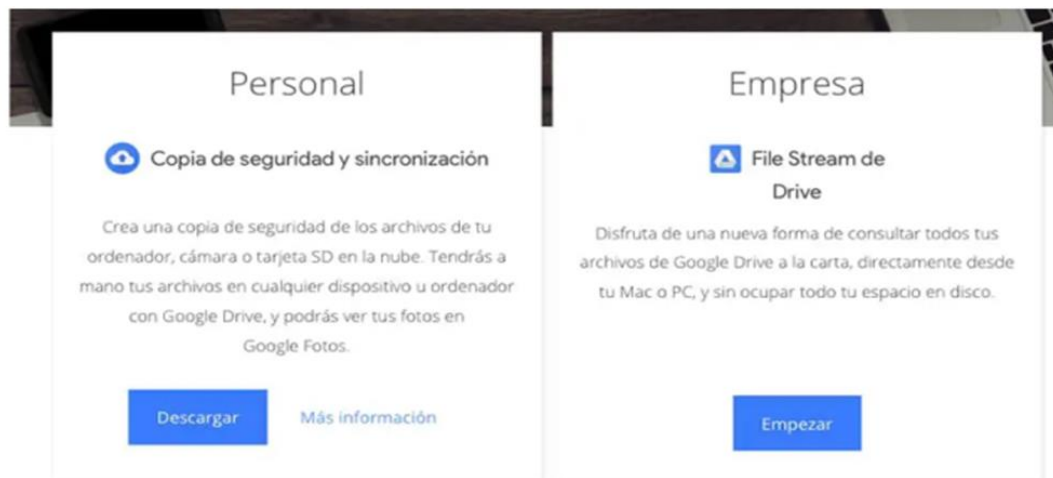 Personal
Copia de seguridad y sincronización
Crea una copia de seguridad de los archivos de tu
ordenador, cámara o tarjeta SD en la nube. Tendrás a
mano tus archivos en cualquier dispositivo u ordenador
con Google Drive, y podrás ver tus fotos en
Google Fotos.
Descargar
Más información
Empresa
File Stream de
Drive
Disfruta de una nueva forma de consultar todos tus
archivos de Google Drive a la carta, directamente desde
tu Mac o PC, y sin ocupar todo tu espacio en disco.
Empezar